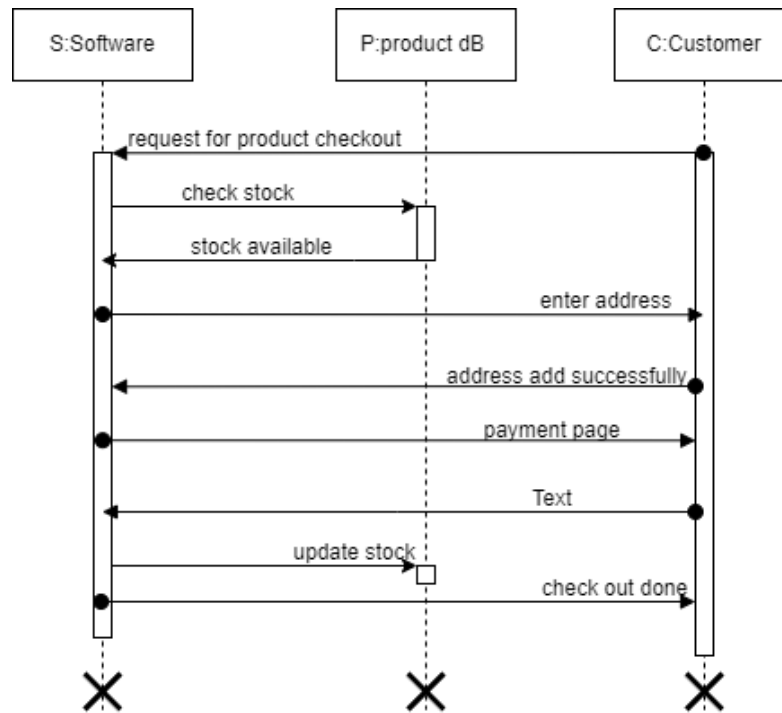 S:Software
P:product dB
C:Customer
request for product checkout
check stock
stock available
enter address
address add successfully
payment page
Text
update stock
check out done